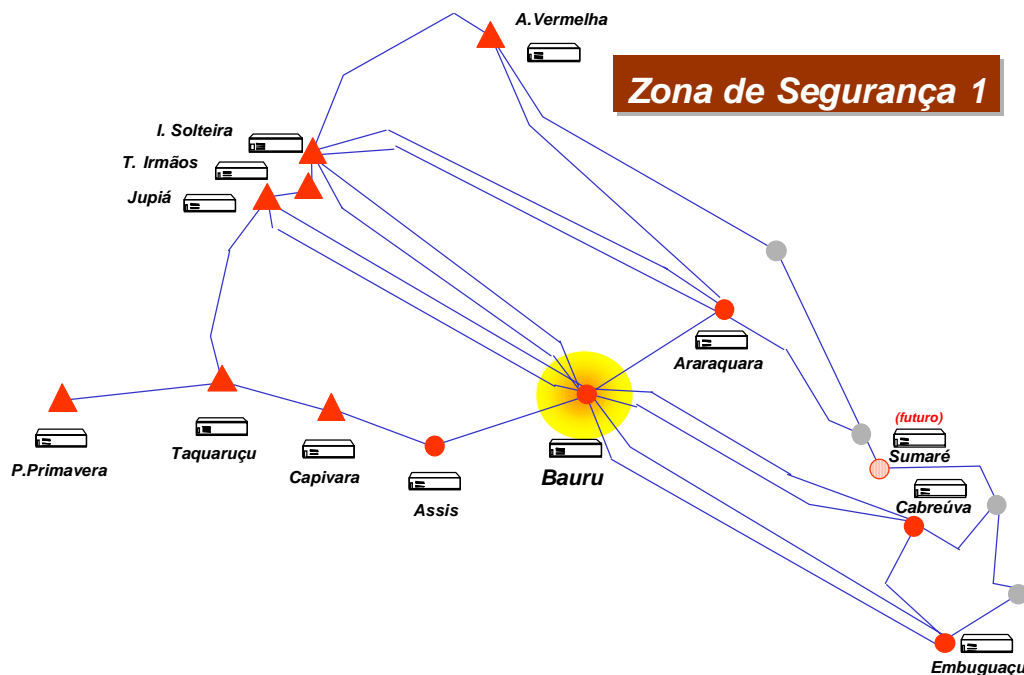 A.Vermelha
Zona de Segurança 1
I. Solteira
T. Irmãos
Jupiá
Araraquara
(futuro)
Sumaré
P.Primavera
Taquaruçu
Capivara
Assis
Bauru
Cabreúva
Embuguaçu